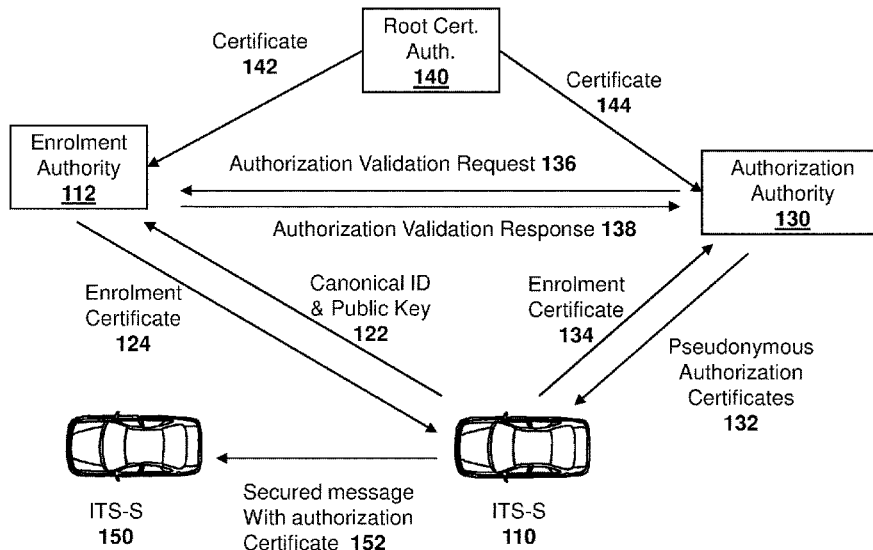 Root Cert.
Auth.
140
Certificate
142
Certificate
144
Enrolment
Authority
112
Authorization Validation Request 136
Authorization
Authority
130
Authorization Validation Response 138
Enrolment
Certificate
124
Canonical ID
& Public Key
122
Enrolment
Certificate
134
Pseudonymous
Authorization
Certificates
132
ITS-S
150
Secured message
With authorization
Certificate 152
ITS-S
110